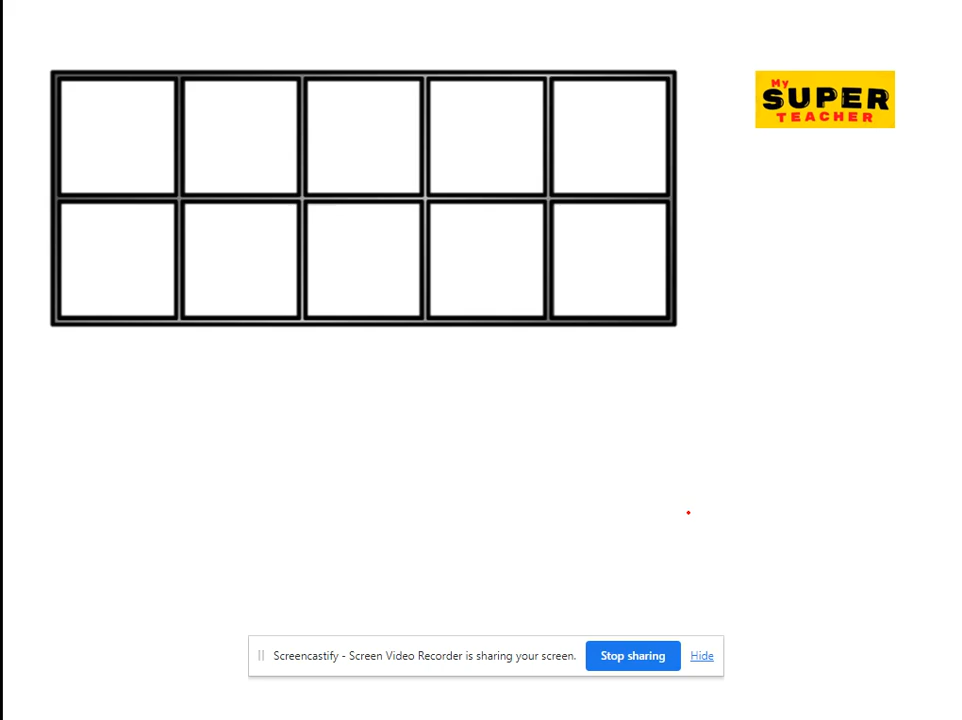 My
SUPER
TEACHER
Screencastify - Screen Video Recorder is sharing your screen. Stop sharing Hide